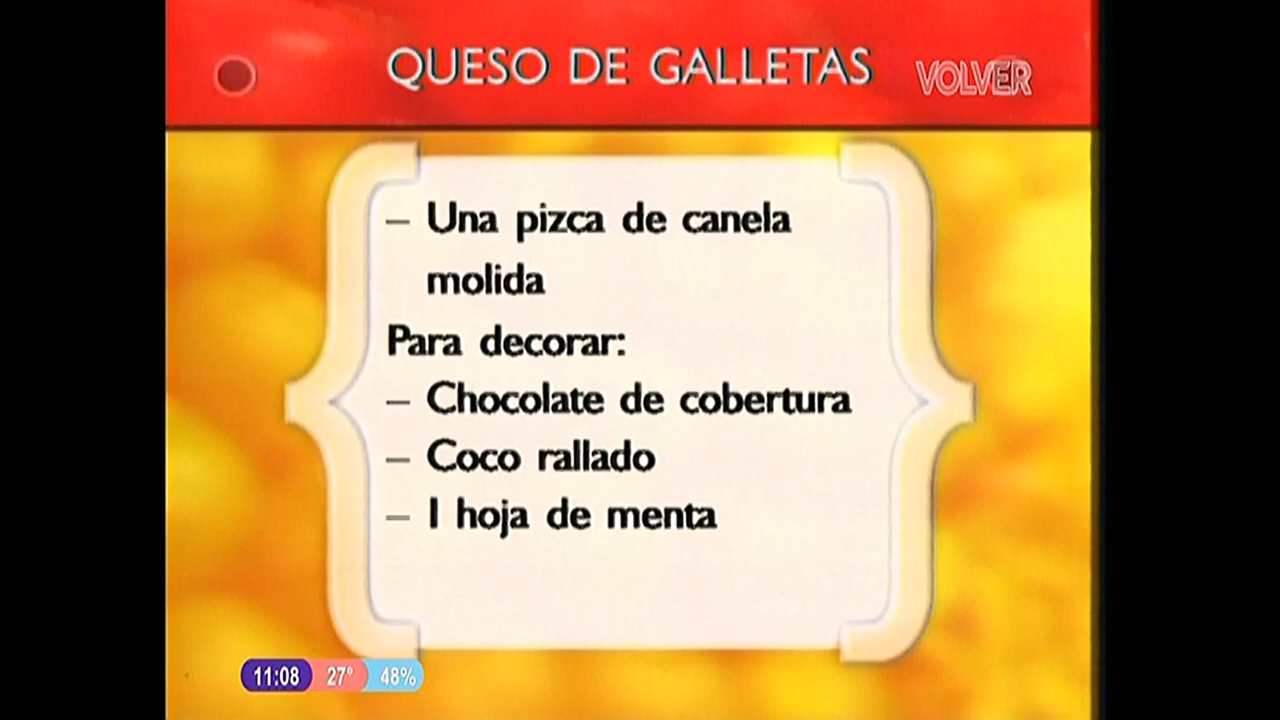 QUESO DE GALLETAS
VOLVER
– Una pizca de canela
molida
Para decorar:
– Chocolate de cobertura
– Coco rallado
– 1 hoja de menta
11:08 27° 48%